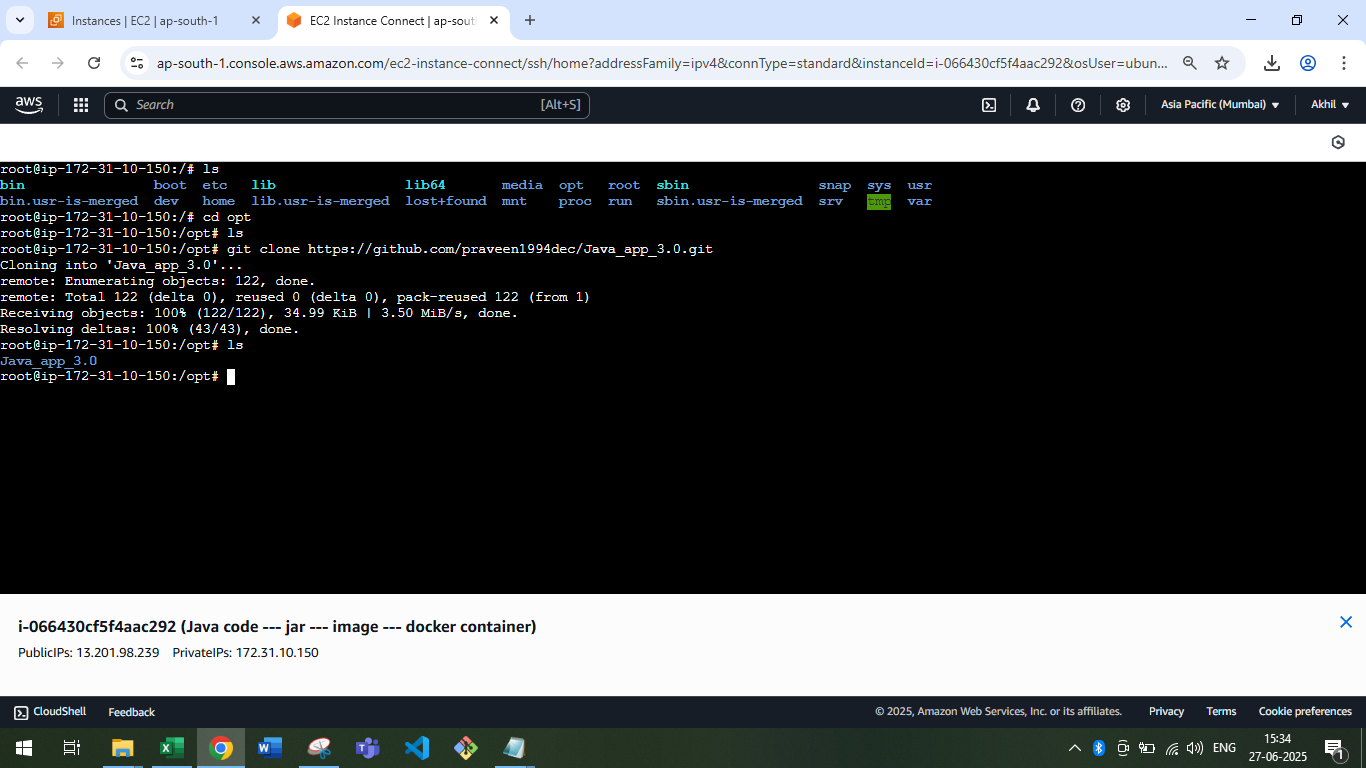 Instances | EC2 | ap-south-1
EC2 Instance Connect | ap-sout
ap-south-1.console.aws.amazon.com/ec2-instance-connect/ssh/home?addressFamily=ipv4&connType=standard&instanceId=i-066430cf5f4aac292&osUser=ubun...
aws Search [Alt+S] Asia Pacific (Mumbai) Akhil
root@ip-172-31-10-150:/# ls
bin boot etc lib lib64 media opt root sbin snap sys usr
bin.usr-is-merged dev home lib.usr-is-merged lost+found mnt proc run sbin.usr-is-merged srv tmp var
root@ip-172-31-10-150:/# cd opt
root@ip-172-31-10-150:/opt# ls
root@ip-172-31-10-150:/opt# git clone https://github.com/praveen1994dec/Java_app_3.0.git
Cloning into 'Java_app_3.0'...
remote: Enumerating objects: 122, done.
remote: Total 122 (delta 0), reused 0 (delta 0), pack-reused 122 (from 1)
Receiving objects: 100% (122/122), 34.99 KiB | 3.50 MiB/s, done.
Resolving deltas: 100% (43/43), done.
root@ip-172-31-10-150:/opt# ls
Java_app_3.0
root@ip-172-31-10-150:/opt#
i-066430cf5f4aac292 (Java code --- jar --- image --- docker container)
PublicIPs: 13.201.98.239 PrivateIPs: 172.31.10.150
CloudShell Feedback © 2025, Amazon Web Services, Inc. or its affiliates. Privacy Terms Cookie preferences
ENG
15:34
27-06-2025
1